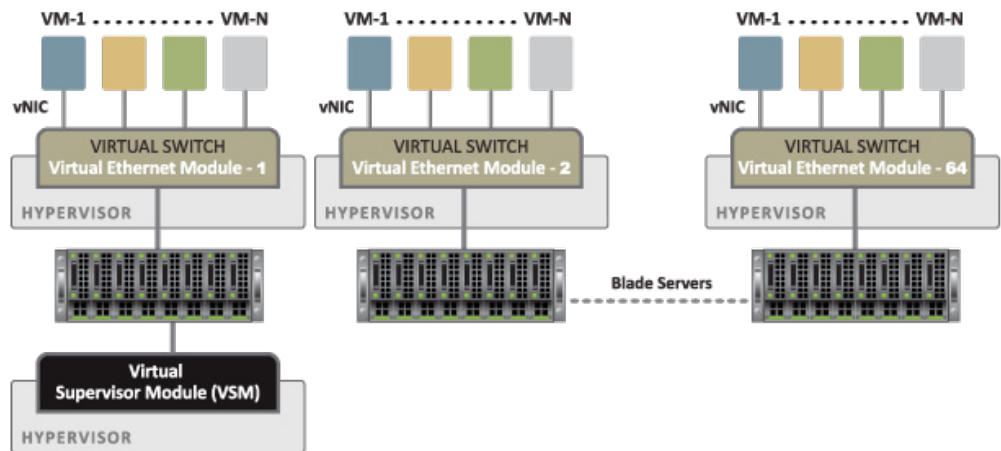 VM-1 .......... VM-N
VM-1 .......... VM-N
VM-1 .......... VM-N
vNIC
vNIC
vNIC
VIRTUAL SWITCH
Virtual Ethernet Module - 1
HYPERVISOR
VIRTUAL SWITCH
Virtual Ethernet Module - 2
HYPERVISOR
VIRTUAL SWITCH
Virtual Ethernet Module - 64
HYPERVISOR
Blade Servers
Virtual
Supervisor Module (VSM)
HYPERVISOR